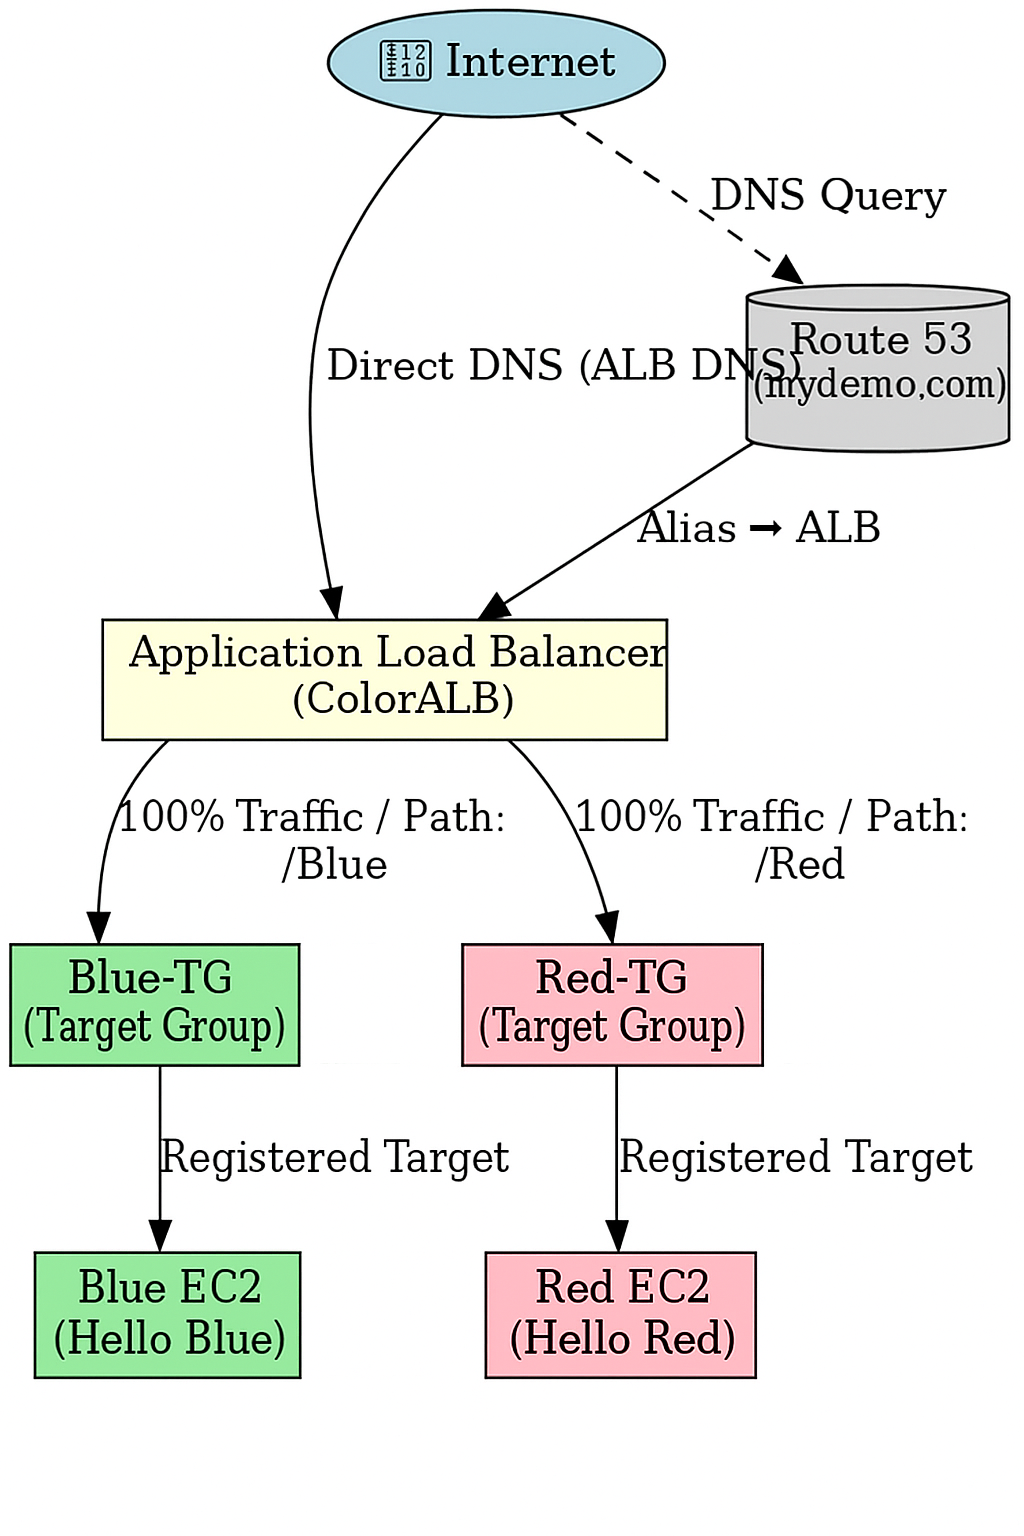 Internet
DNS Query
Route 53
(mydemo.com)
Direct DNS (ALB DNS)
Alias ➞ ALB
Application Load Balancer
(ColorALB)
100% Traffic / Path:
/Blue
100% Traffic / Path:
/Red
Blue-TG
(Target Group)
Red-TG
(Target Group)
Registered Target
Registered Target
Blue EC2
(Hello Blue)
Red EC2
(Hello Red)